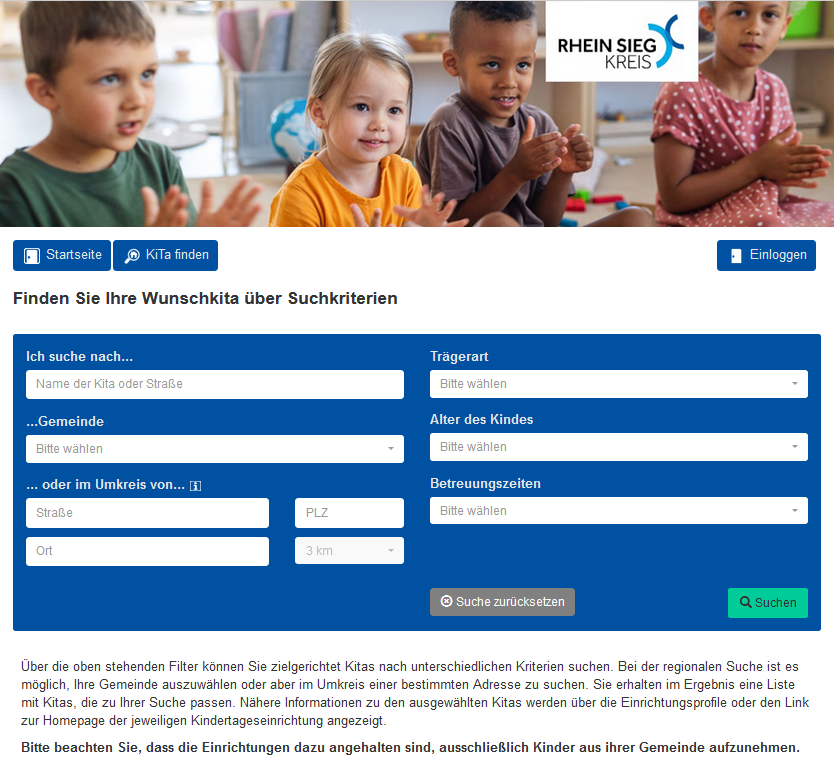 RHEIN SIEG
KREIS
Startseite
KiTa finden
Einloggen
Finden Sie Ihre Wunschkita über Suchkriterien
Ich suche nach...
Name der Kita oder Straße
Trägerart
Bitte wählen
...Gemeinde
Bitte wählen
Alter des Kindes
Bitte wählen
... oder im Umkreis von...
Straße
PLZ
Betreuungszeiten
Bitte wählen
Ort
3 km
Suche zurücksetzen
Suchen
Über die oben stehenden Filter können Sie zielgerichtet Kitas nach unterschiedlichen Kriterien suchen. Bei der regionalen Suche ist es
möglich, Ihre Gemeinde auszuwählen oder aber im Umkreis einer bestimmten Adresse zu suchen. Sie erhalten im Ergebnis eine Liste
mit Kitas, die zu Ihrer Suche passen. Nähere Informationen zu den ausgewählten Kitas werden über die Einrichtungsprofile oder den Link
zur Homepage der jeweiligen Kindertageseinrichtung angezeigt.
Bitte beachten Sie, dass die Einrichtungen dazu angehalten sind, ausschließlich Kinder aus ihrer Gemeinde aufzunehmen.